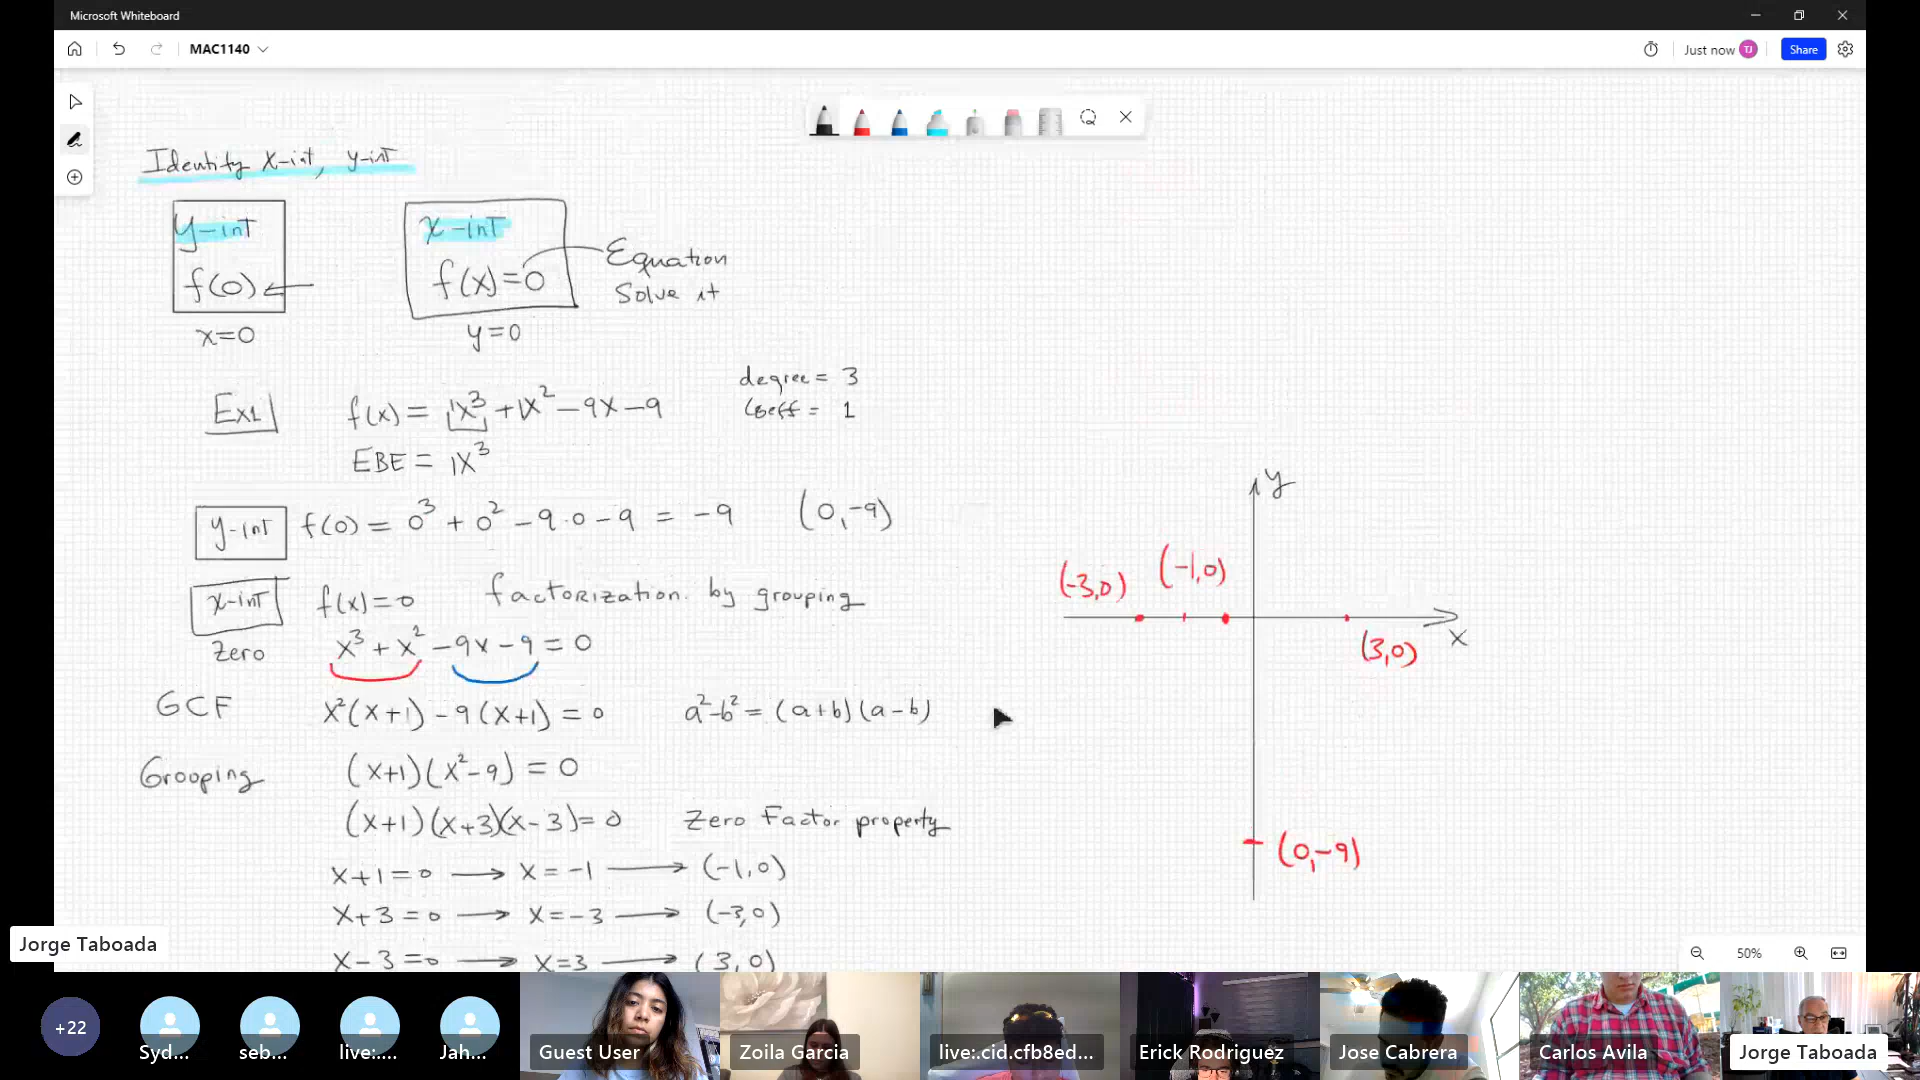 Microsoft Whiteboard
MAC1140
Just now TJ Share
Identity X-int, y-int
y-int
f(0)
x=0
x-int
f(x)=0
y=0
Equation
Solve it
Ex1
f(x) = 1x³ + 1x² - 9x - 9
degree = 3
Coeff = 1
EBE = 1x³
y-int f(0) = 0³ + 0² - 9·0 - 9 = -9 (0,-9)
x-int f(x)=0 factorization by grouping
Zero x³ + x² - 9x - 9 = 0
GCF x²(x+1) - 9(x+1) = 0 a²-b² = (a+b)(a-b)
Grooping (x+1)(x²-9) = 0
(x+1)(x+3)(x-3) = 0 Zero Factor property
x+1=0 → x=-1 → (-1,0)
x+3=0 → x=-3 → (-3,0)
x-3=0 → x=3 → (3,0)
y
(-3,0) (-1,0)
x
(3,0)
(0,-9)
50%
Jorge Taboada
+22
Syd...
seb...
live:....
Jah...
Guest User
Zoila Garcia
live:.cid.cfb8ed...
Erick Rodriguez
Jose Cabrera
Carlos Avila
Jorge Taboada